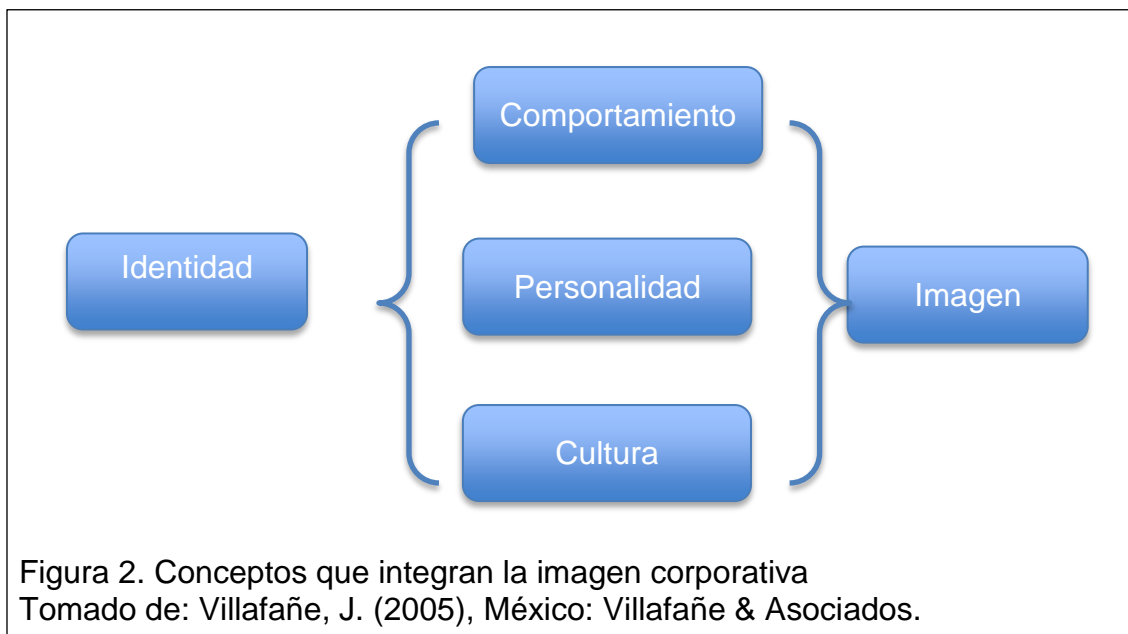 Comportamiento
Identidad
Personalidad
Imagen
Cultura
Figura 2. Conceptos que integran la imagen corporativa
Tomado de: Villafañe, J. (2005), México: Villafañe & Asociados.